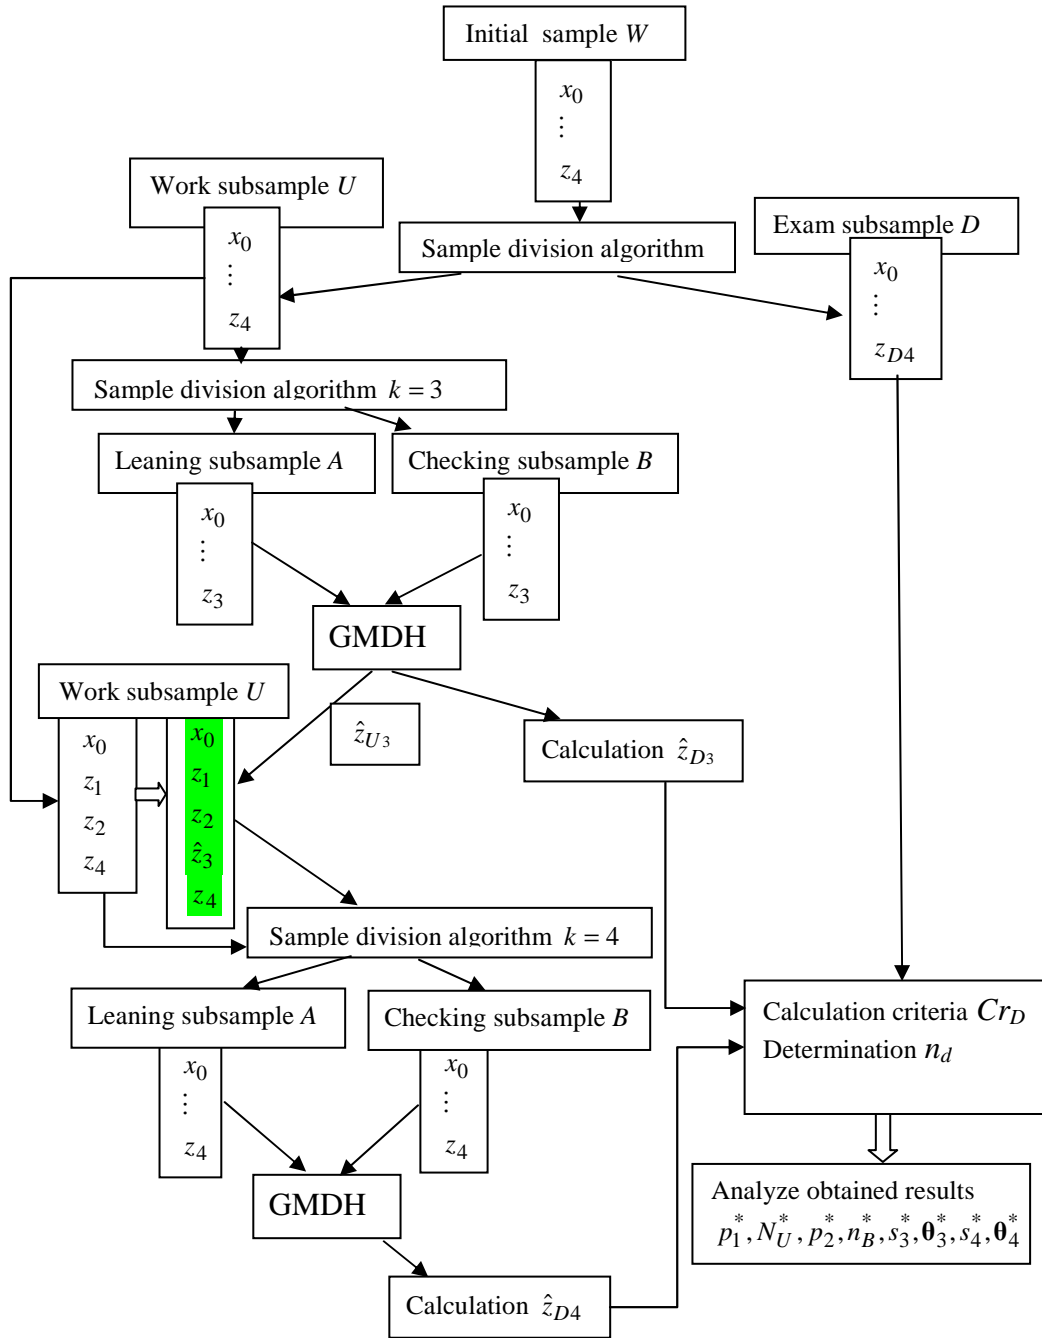 Initial sample W
x0
⋮
z4
Work subsample U
x0
⋮
z4
Sample division algorithm
Exam subsample D
x0
⋮
zD4
Sample division algorithm k = 3
Leaning subsample A
x0
⋮
z3
Checking subsample B
x0
⋮
z3
GMDH
Work subsample U
x0
z1
z2
z4
x0
z1
z2
ẑ3
z4
ẑU3
Calculation ẑD3
Sample division algorithm k = 4
Leaning subsample A
x0
⋮
z4
Checking subsample B
x0
⋮
z4
GMDH
Calculation ẑD4
Calculation criteria CrD
Determination nd
Analyze obtained results
p1*, NU*, p2*, nB*, s3*, θ3*, s4*, θ4*